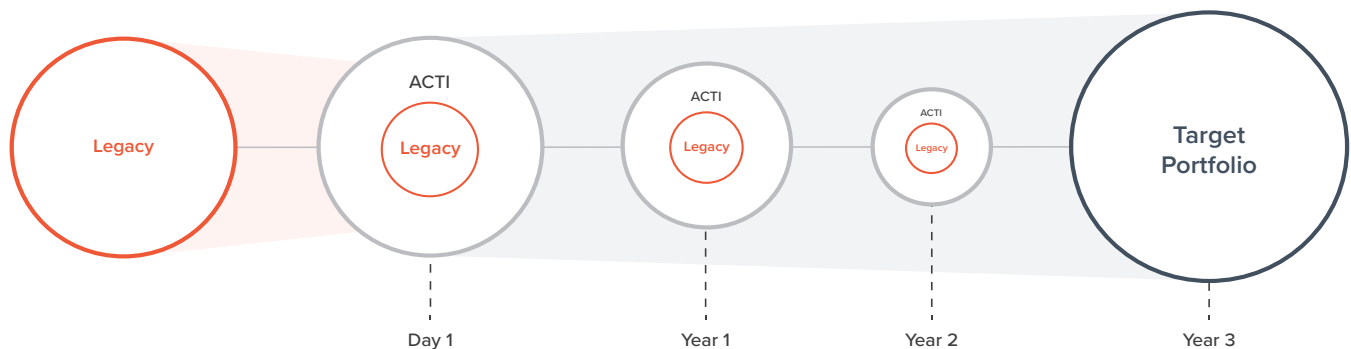 Legacy
ACTI
Legacy
ACTI
Legacy
ACTI
Legacy
Target
Portfolio
Day 1
Year 1
Year 2
Year 3